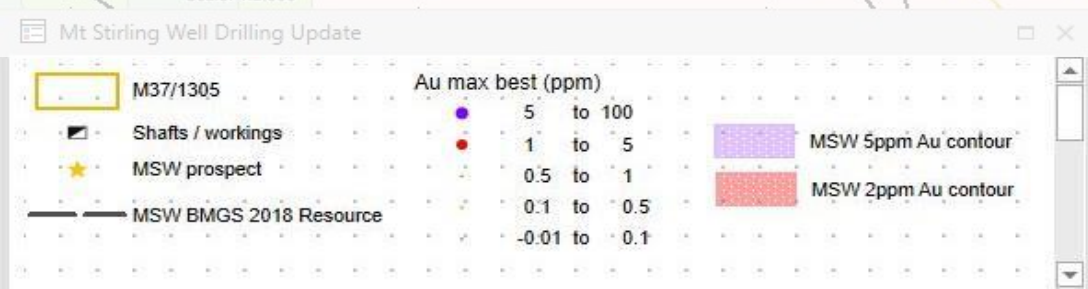 Mt Stirling Well Drilling Update
M37/1305
Shafts / workings
MSW prospect
MSW BMGS 2018 Resource
Au max best (ppm)
5 to 100
1 to 5
0.5 to 1
0.1 to 0.5
-0.01 to 0.1
MSW 5ppm Au contour
MSW 2ppm Au contour